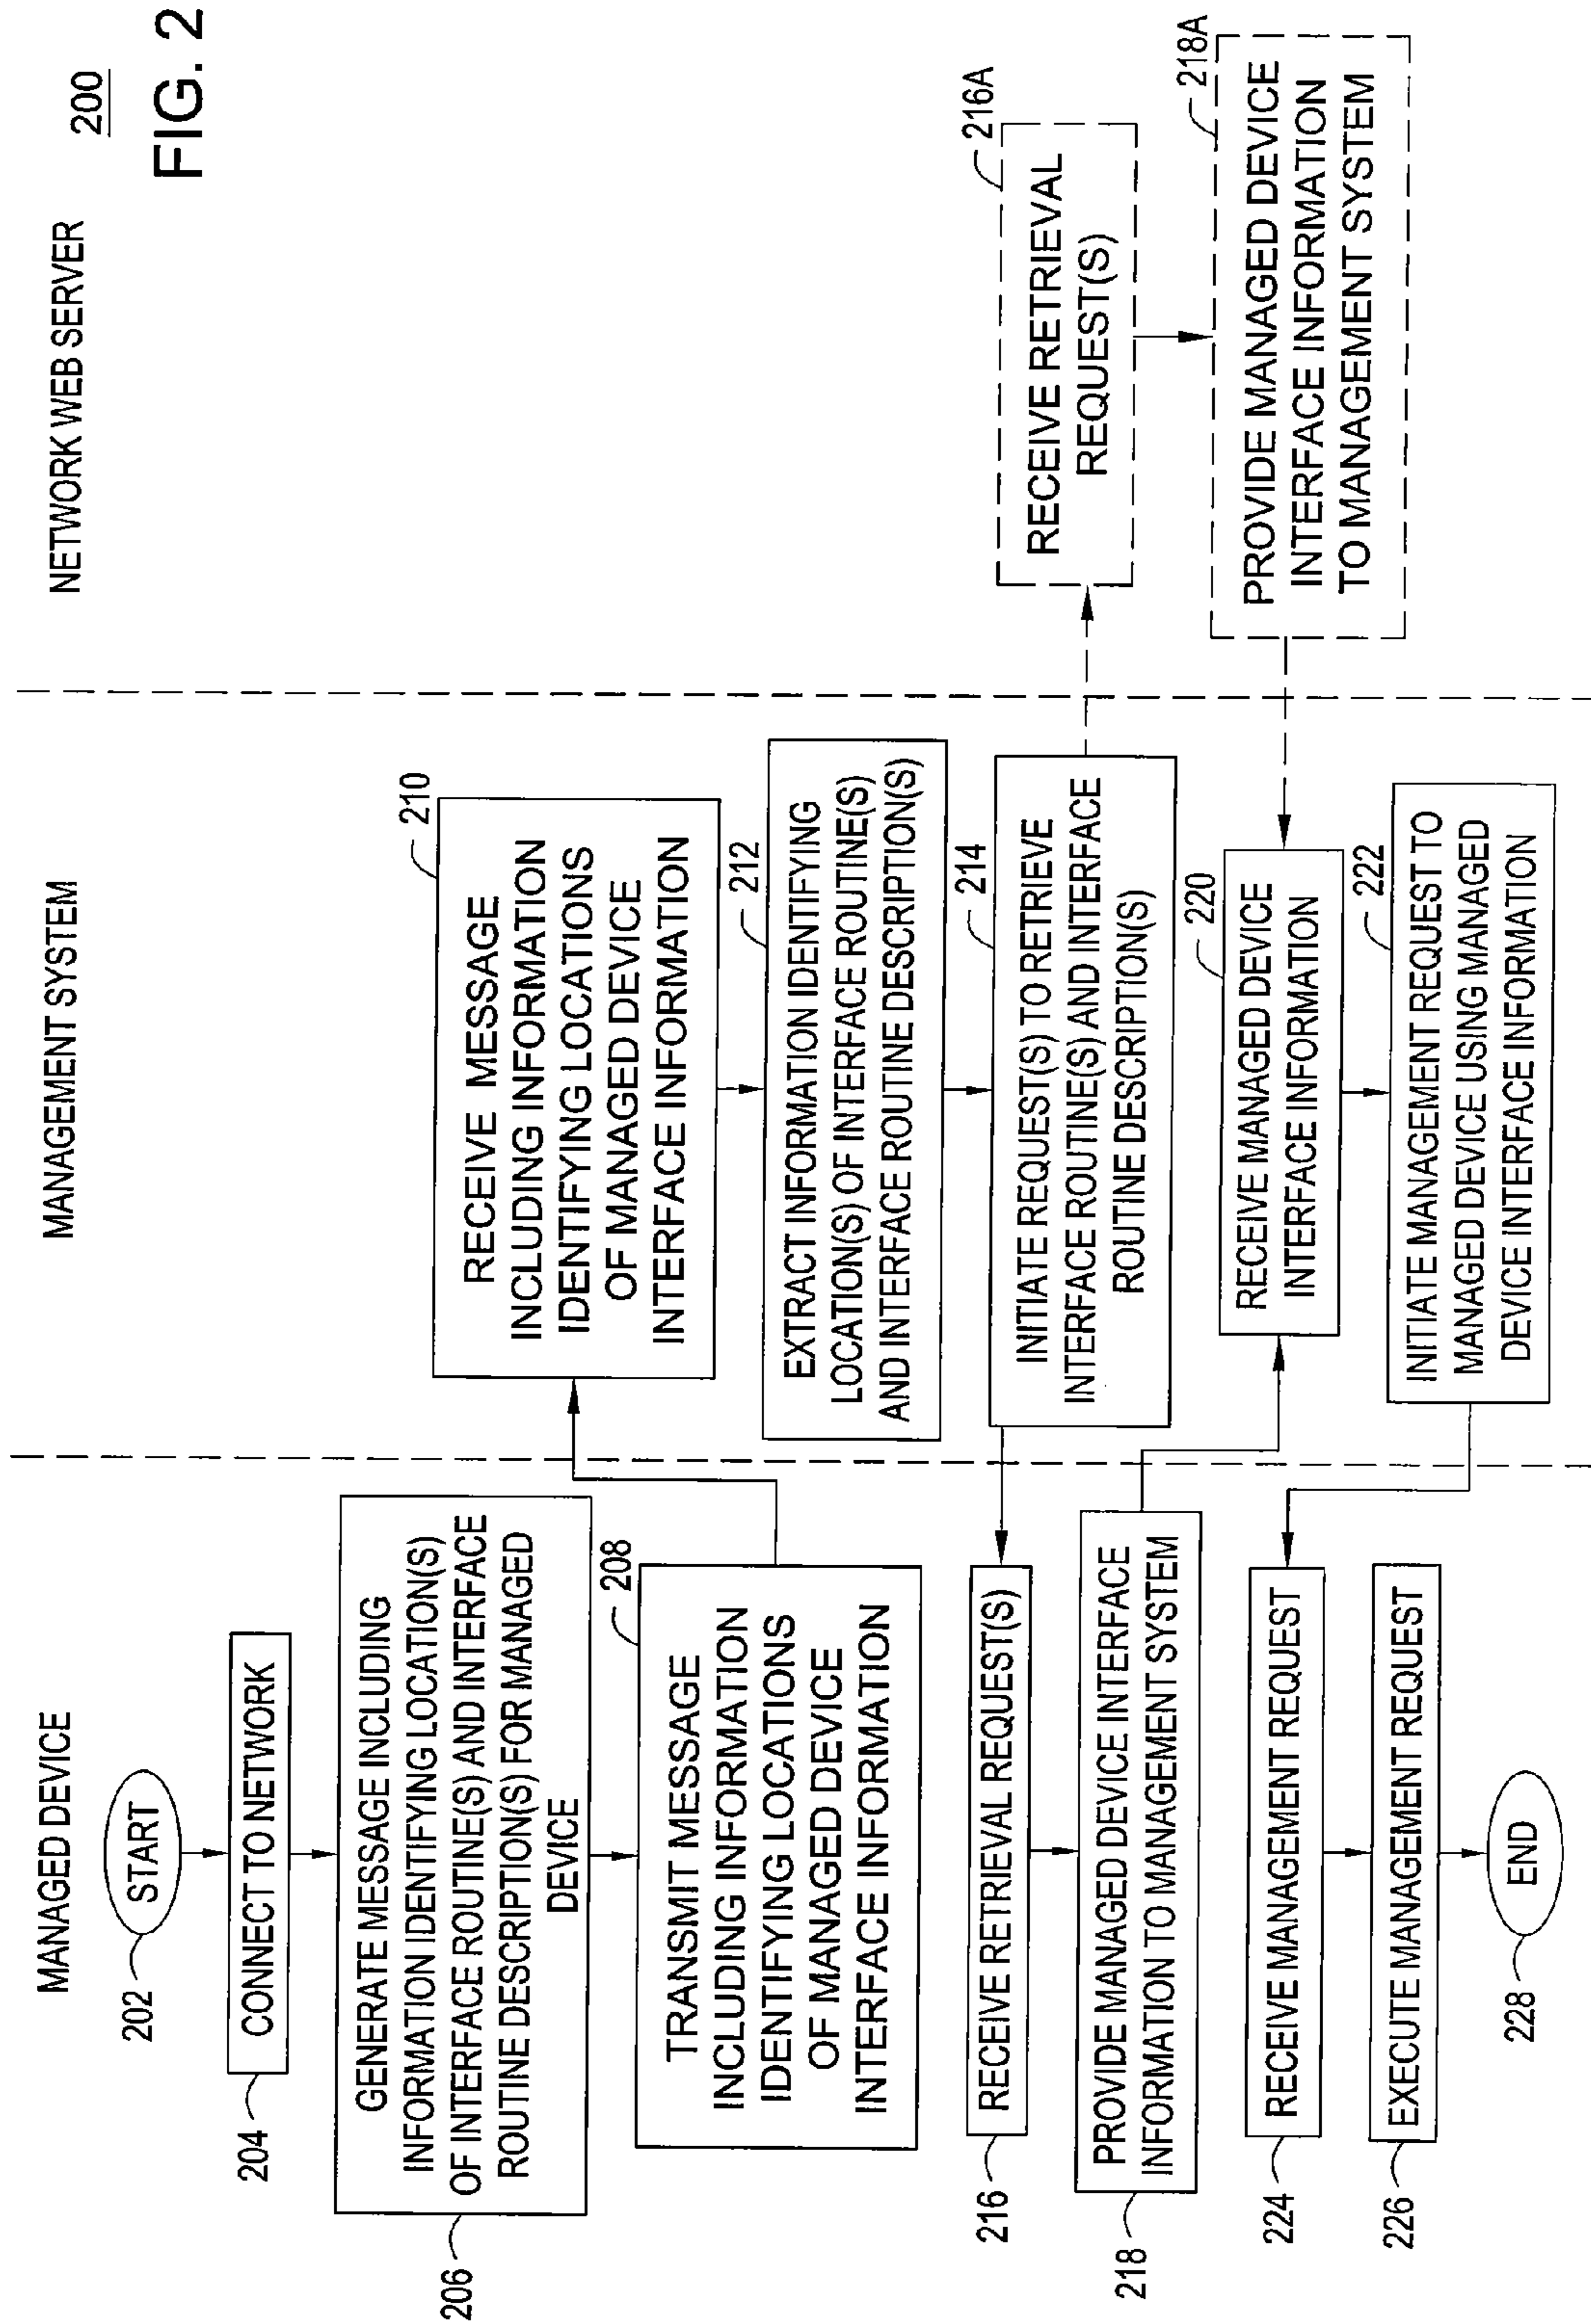 200
FIG. 2
MANAGED DEVICE
MANAGEMENT SYSTEM
NETWORK WEB SERVER
START
202
CONNECT TO NETWORK
204
GENERATE MESSAGE INCLUDING
INFORMATION IDENTIFYING LOCATION(S)
OF INTERFACE ROUTINE(S) AND INTERFACE
ROUTINE DESCRIPTION(S) FOR MANAGED
DEVICE
206
208
TRANSMIT MESSAGE
INCLUDING INFORMATION
IDENTIFYING LOCATIONS
OF MANAGED DEVICE
INTERFACE INFORMATION
210
RECEIVE MESSAGE
INCLUDING INFORMATION
IDENTIFYING LOCATIONS
OF MANAGED DEVICE
INTERFACE INFORMATION
212
EXTRACT INFORMATION IDENTIFYING
LOCATION(S) OF INTERFACE ROUTINE(S)
AND INTERFACE ROUTINE DESCRIPTION(S)
214
INITIATE REQUEST(S) TO RETRIEVE
INTERFACE ROUTINE(S) AND INTERFACE
ROUTINE DESCRIPTION(S)
216
RECEIVE RETRIEVAL REQUEST(S)
216A
RECEIVE RETRIEVAL
REQUEST(S)
218
PROVIDE MANAGED DEVICE INTERFACE
INFORMATION TO MANAGEMENT SYSTEM
218A
PROVIDE MANAGED DEVICE
INTERFACE INFORMATION
TO MANAGEMENT SYSTEM
220
RECEIVE MANAGED DEVICE
INTERFACE INFORMATION
222
INITIATE MANAGEMENT REQUEST TO
MANAGED DEVICE USING MANAGED
DEVICE INTERFACE INFORMATION
224
RECEIVE MANAGEMENT REQUEST
226
EXECUTE MANAGEMENT REQUEST
228
END